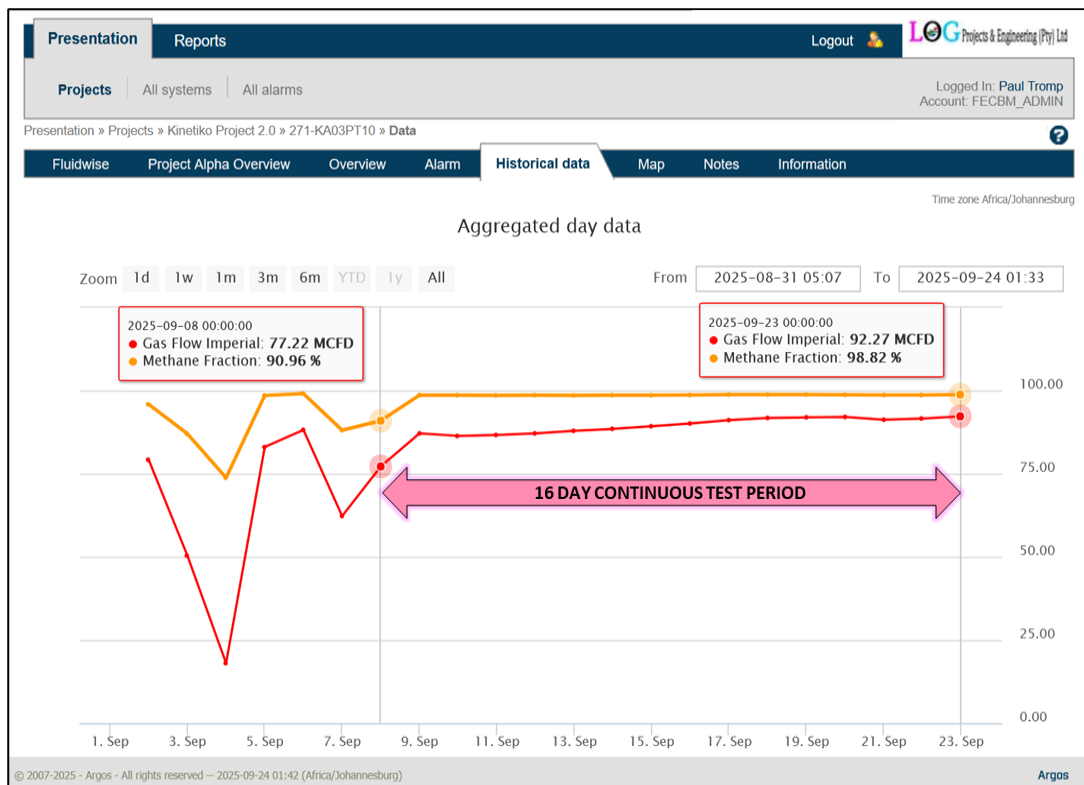 Presentation Reports Logout LOG Projects & Engineering (Pty) Ltd
Projects All systems All alarms
Logged In: Paul Tromp
Account: FECBM_ADMIN
Presentation » Projects » Kinetiko Project 2.0 » 271-KA03PT10 » Data ?
Fluidwise Project Alpha Overview Overview Alarm Historical data Map Notes Information
Time zone Africa/Johannesburg
Aggregated day data
Zoom 1d 1w 1m 3m 6m YTD 1y All From 2025-08-31 05:07 To 2025-09-24 01:33
2025-09-08 00:00:00
Gas Flow Imperial: 77.22 MCFD
Methane Fraction: 90.96 %
2025-09-23 00:00:00
Gas Flow Imperial: 92.27 MCFD
Methane Fraction: 98.82 %
100.00
75.00
16 DAY CONTINUOUS TEST PERIOD
50.00
25.00
0.00
1. Sep 3. Sep 5. Sep 7. Sep 9. Sep 11. Sep 13. Sep 15. Sep 17. Sep 19. Sep 21. Sep 23. Sep
© 2007-2025 - Argos - All rights reserved -- 2025-09-24 01:42 (Africa/Johannesburg) Argos